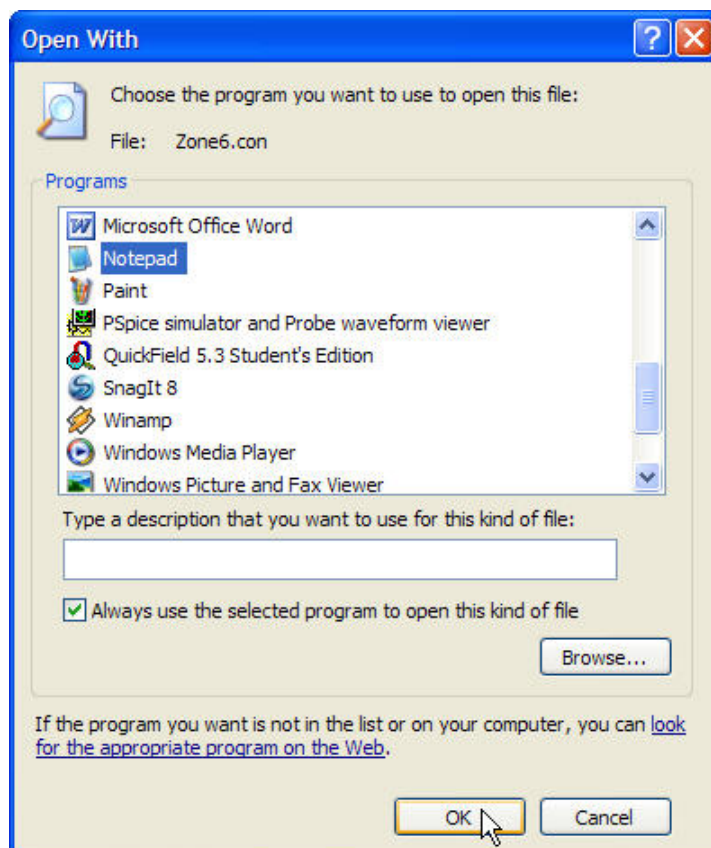 Open With
Choose the program you want to use to open this file:
File: Zone6.con
Programs
Microsoft Office Word
Notepad
Paint
PSpice simulator and Probe waveform viewer
QuickField 5.3 Student's Edition
SnagIt 8
Winamp
Windows Media Player
Windows Picture and Fax Viewer
Type a description that you want to use for this kind of file:
Always use the selected program to open this kind of file
Browse...
If the program you want is not in the list or on your computer, you can look
for the appropriate program on the Web.
OK Cancel